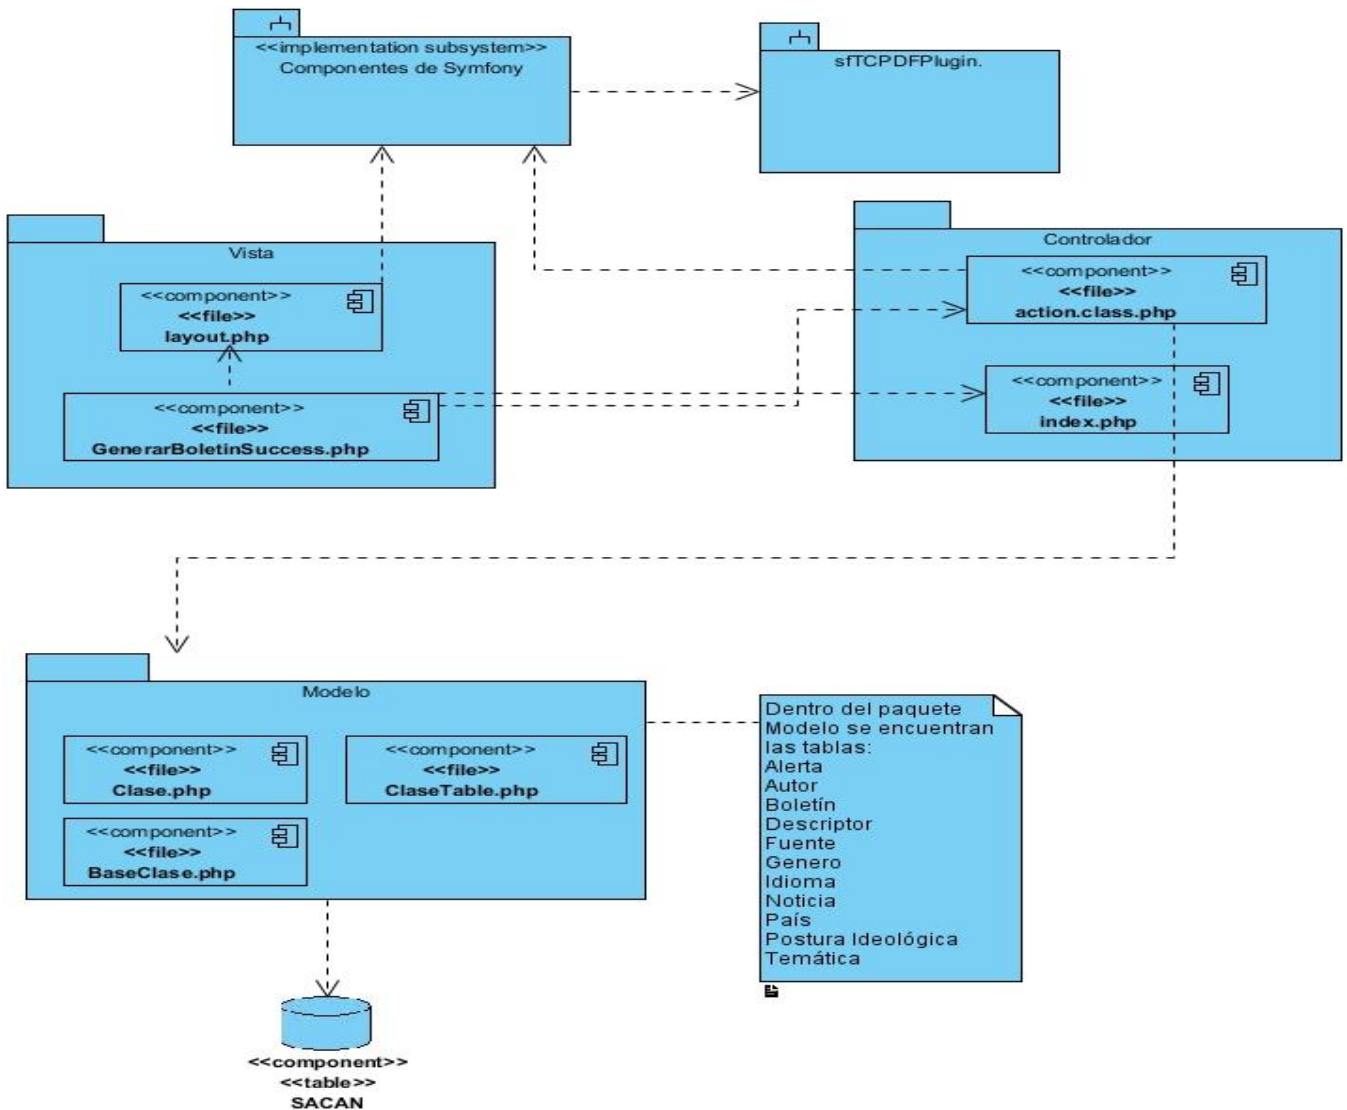 <<implementation subsystem>>
Componentes de Symfony
sfTCPDFPlugin.
Vista
<<component>>
<<file>>
layout.php
<<component>>
<<file>>
GenerarBoletinSuccess.php
Controlador
<<component>>
<<file>>
action.class.php
<<component>>
<<file>>
index.php
Modelo
<<component>>
<<file>>
Clase.php
<<component>>
<<file>>
ClaseTable.php
<<component>>
<<file>>
BaseClase.php
Dentro del paquete
Modelo se encuentran
las tablas:
Alerta
Autor
Boletín
Descriptor
Fuente
Genero
Idioma
Noticia
País
Postura Ideológica
Temática
<<component>>
<<table>>
SACAN